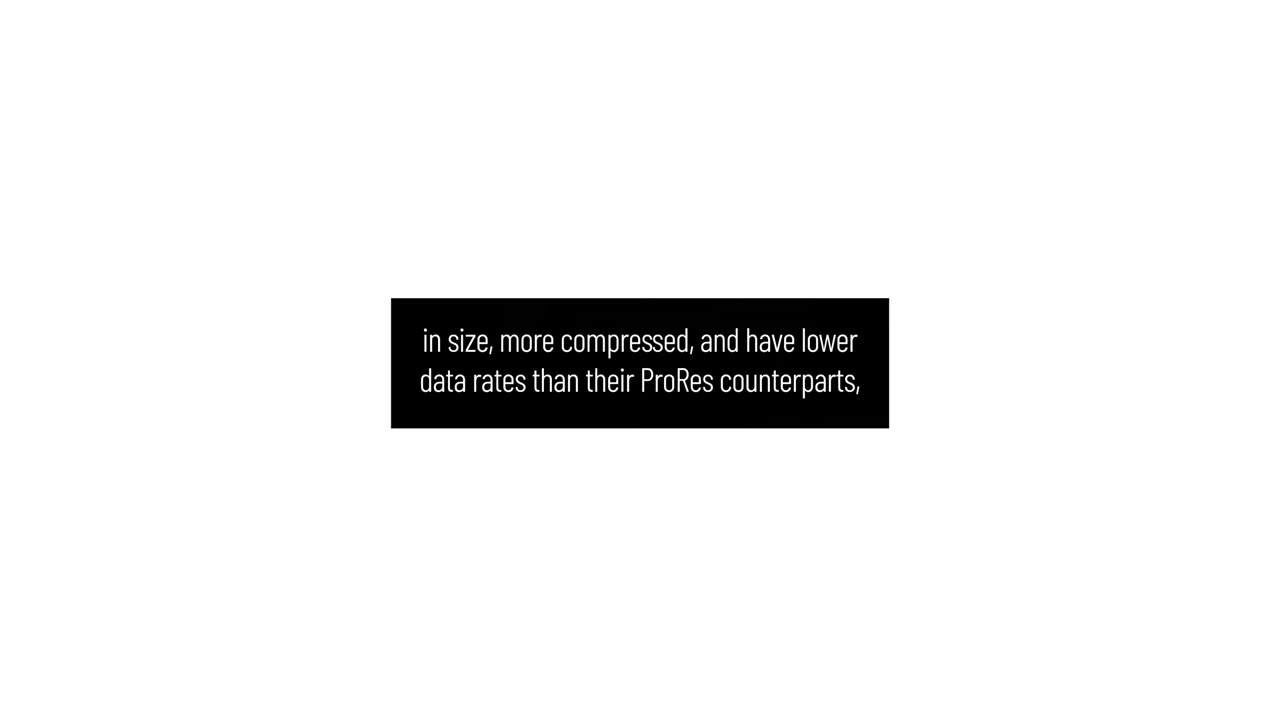 in size, more compressed, and have lower
data rates than their ProRes counterparts,